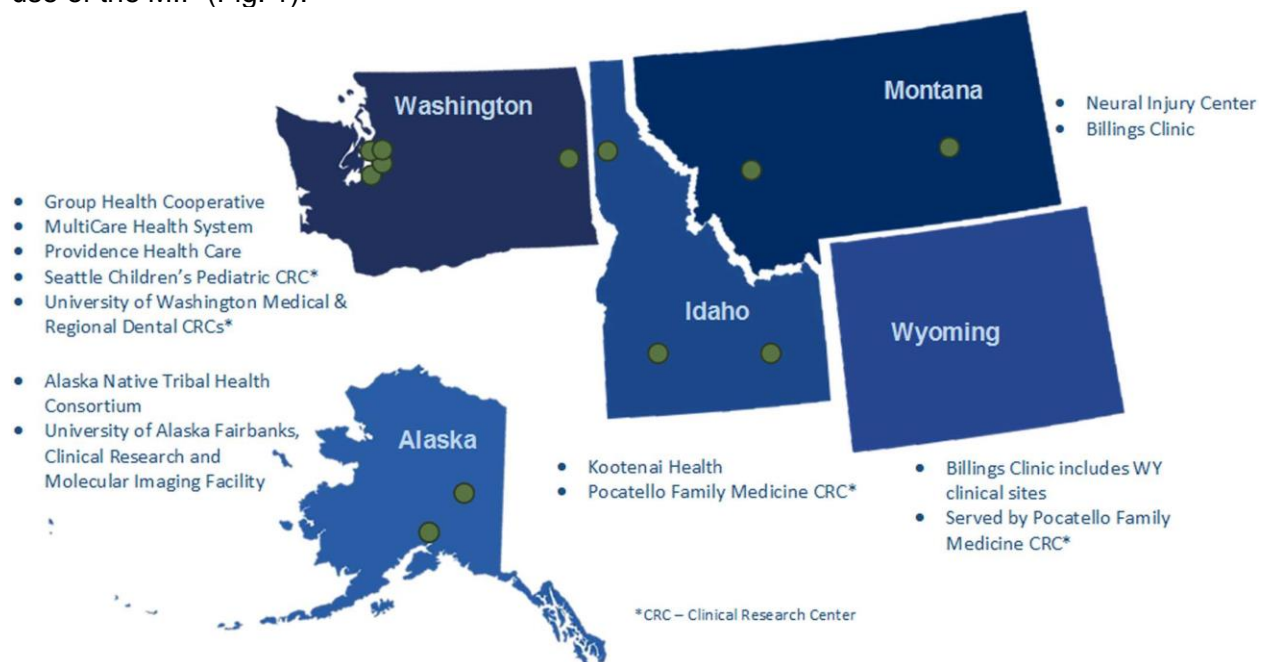 Washington
Montana
• Neural Injury Center
• Billings Clinic
• Group Health Cooperative
• MultiCare Health System
• Providence Health Care
• Seattle Children's Pediatric CRC*
• University of Washington Medical &
Regional Dental CRCs*
Idaho
Wyoming
• Alaska Native Tribal Health
Consortium
• University of Alaska Fairbanks,
Clinical Research and
Molecular Imaging Facility
Alaska
• Kootenai Health
• Pocatello Family Medicine CRC*
• Billings Clinic includes WY
clinical sites
• Served by Pocatello Family
Medicine CRC*
*CRC – Clinical Research Center